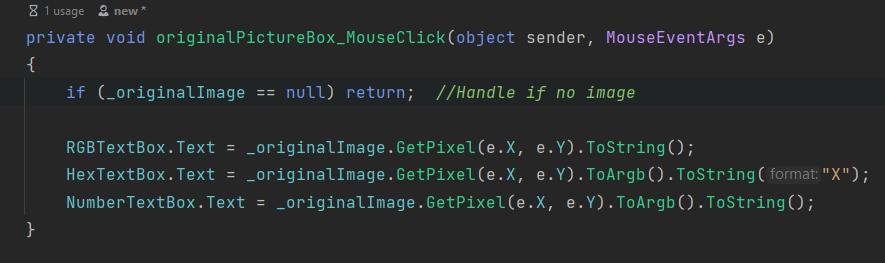 1 usage new *
private void originalPictureBox_MouseClick(object sender, MouseEventArgs e)
{
    if (_originalImage == null) return;  //Handle if no image

    RGBTextBox.Text = _originalImage.GetPixel(e.X, e.Y).ToString();
    HexTextBox.Text = _originalImage.GetPixel(e.X, e.Y).ToArgb().ToString(format:"X");
    NumberTextBox.Text = _originalImage.GetPixel(e.X, e.Y).ToArgb().ToString();
}